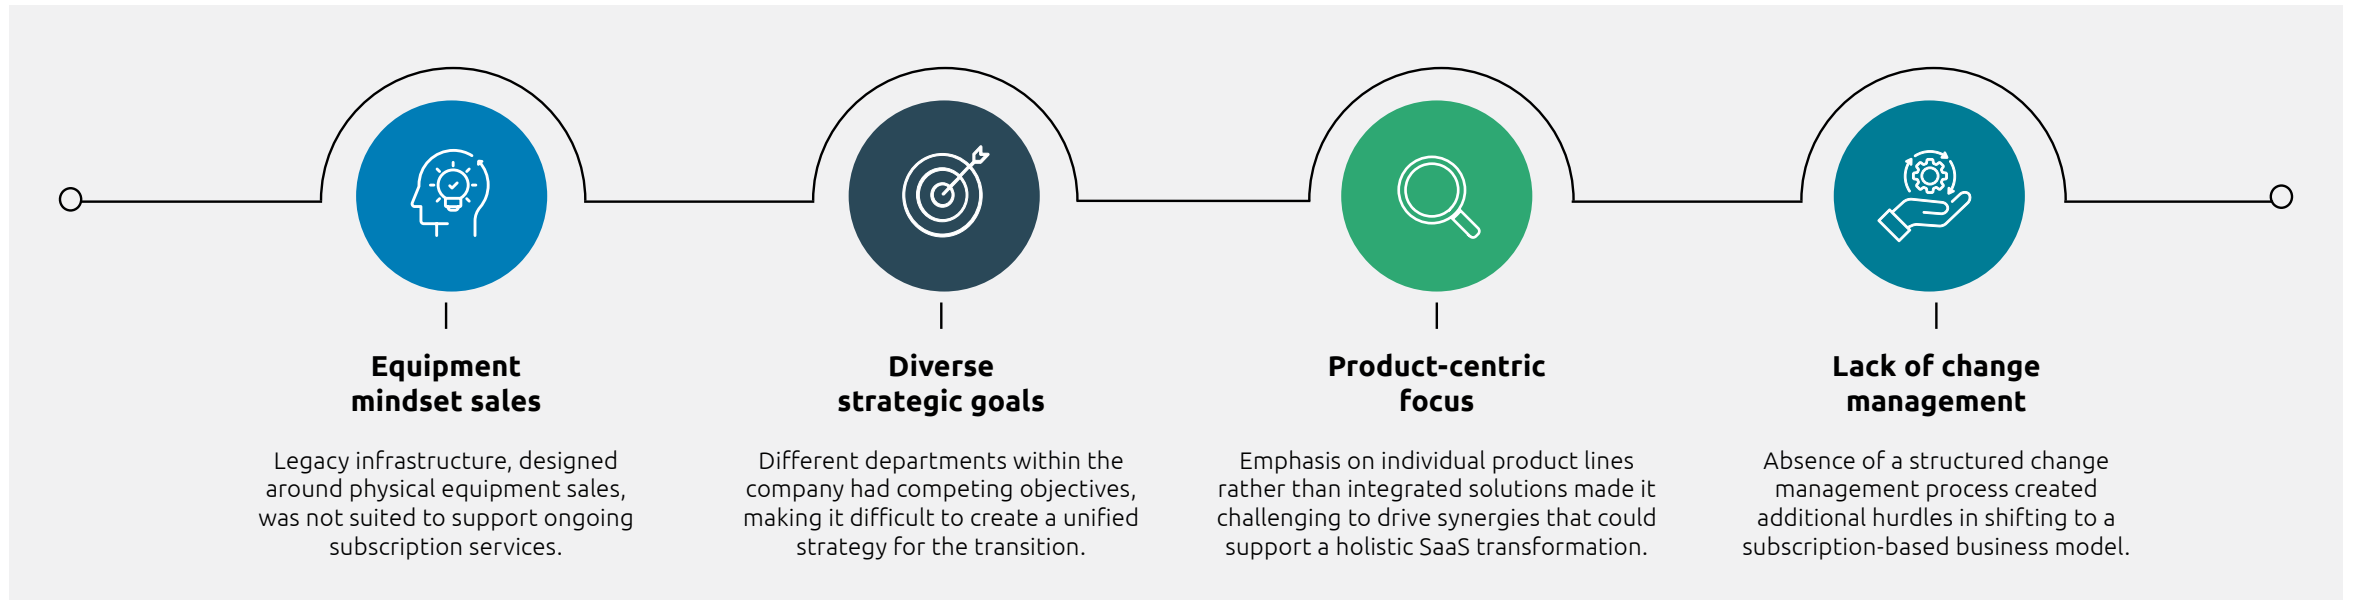 Equipment
mindset sales
Legacy infrastructure, designed
around physical equipment sales,
was not suited to support ongoing
subscription services.
Diverse
strategic goals
Different departments within the
company had competing objectives,
making it difficult to create a unified
strategy for the transition.
Product-centric
focus
Emphasis on individual product lines
rather than integrated solutions made it
challenging to drive synergies that could
support a holistic SaaS transformation.
Lack of change
management
Absence of a structured change
management process created
additional hurdles in shifting to a
subscription-based business model.